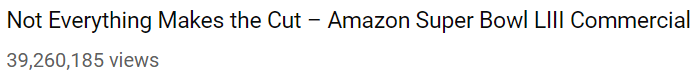 Not Everything Makes the Cut – Amazon Super Bowl LIII Commercial
39,260,185 views